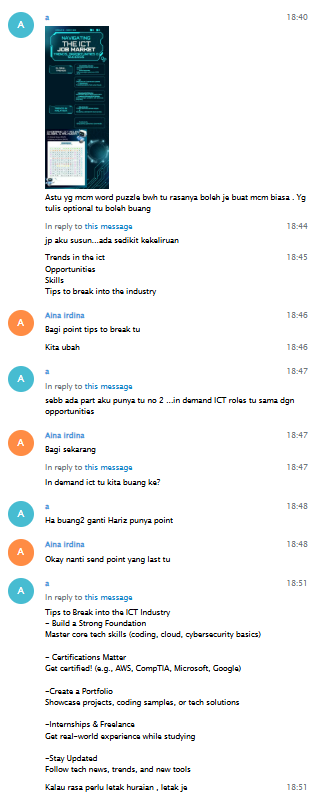 A
a
18:40
NAVIGATING
THE ICT
JOB MARKET
Astu yg mcm word puzzle bwh tu rasanya boleh je buat mcm biasa . Yg
tulis optional tu boleh buang
In reply to this message
18:44
jp aku susun...ada sedikit kekeliruan
Trends in the ict
18:45
Opportunities
Skills
Tips to break into the industry
A
Aina irdina
18:46
Bagi point tips to break tu
Kita ubah
18:46
A
a
18:47
In reply to this message
sebb ada part aku punya tu no 2 ...in demand ICT roles tu sama dgn
opportunities
A
Aina irdina
18:47
Bagi sekarang
In reply to this message
18:47
In demand ict tu kita buang ke?
A
a
18:48
Ha buang2 ganti Hariz punya point
A
Aina irdina
18:48
Okay nanti send point yang last tu
A
a
18:51
In reply to this message
Tips to Break into the ICT Industry
- Build a Strong Foundation
Master core tech skills (coding, cloud, cybersecurity basics)
- Certifications Matter
Get certified! (e.g., AWS, CompTIA, Microsoft, Google)
-Create a Portfolio
Showcase projects, coding samples, or tech solutions
-Internships & Freelance
Get real-world experience while studying
-Stay Updated
Follow tech news, trends, and new tools
Kalau rasa perlu letak huraian , letak je
18:51